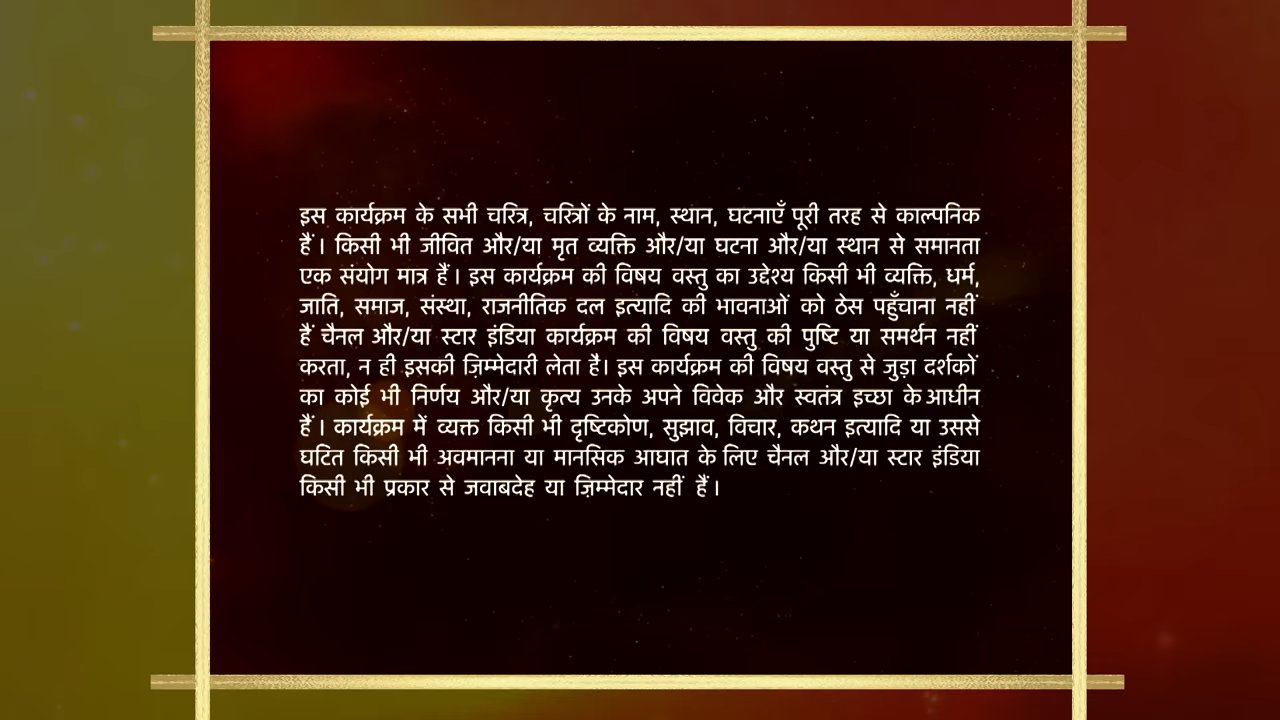 इस कार्यक्रम के सभी चरित्र, चरित्रों के नाम, स्थान, घटनाएँ पूरी तरह से काल्पनिक
हैं । किसी भी जीवित और/या मृत व्यक्ति और/या घटना और/या स्थान से समानता
एक संयोग मात्र हैं । इस कार्यक्रम की विषय वस्तु का उद्देश्य किसी भी व्यक्ति, धर्म,
जाति, समाज, संस्था, राजनीतिक दल इत्यादि की भावनाओं को ठेस पहुँचाना नहीं
हैं चैनल और/या स्टार इंडिया कार्यक्रम की विषय वस्तु की पुष्टि या समर्थन नहीं
करता, न ही इसकी ज़िम्मेदारी लेता है। इस कार्यक्रम की विषय वस्तु से जुड़ा दर्शकों
का कोई भी निर्णय और/या कृत्य उनके अपने विवेक और स्वतंत्र इच्छा के आधीन
हैं । कार्यक्रम में व्यक्त किसी भी दृष्टिकोण, सुझाव, विचार, कथन इत्यादि या उससे
घटित किसी भी अवमानना या मानसिक आघात के लिए चैनल और/या स्टार इंडिया
किसी भी प्रकार से जवाबदेह या ज़िम्मेदार नहीं हैं ।